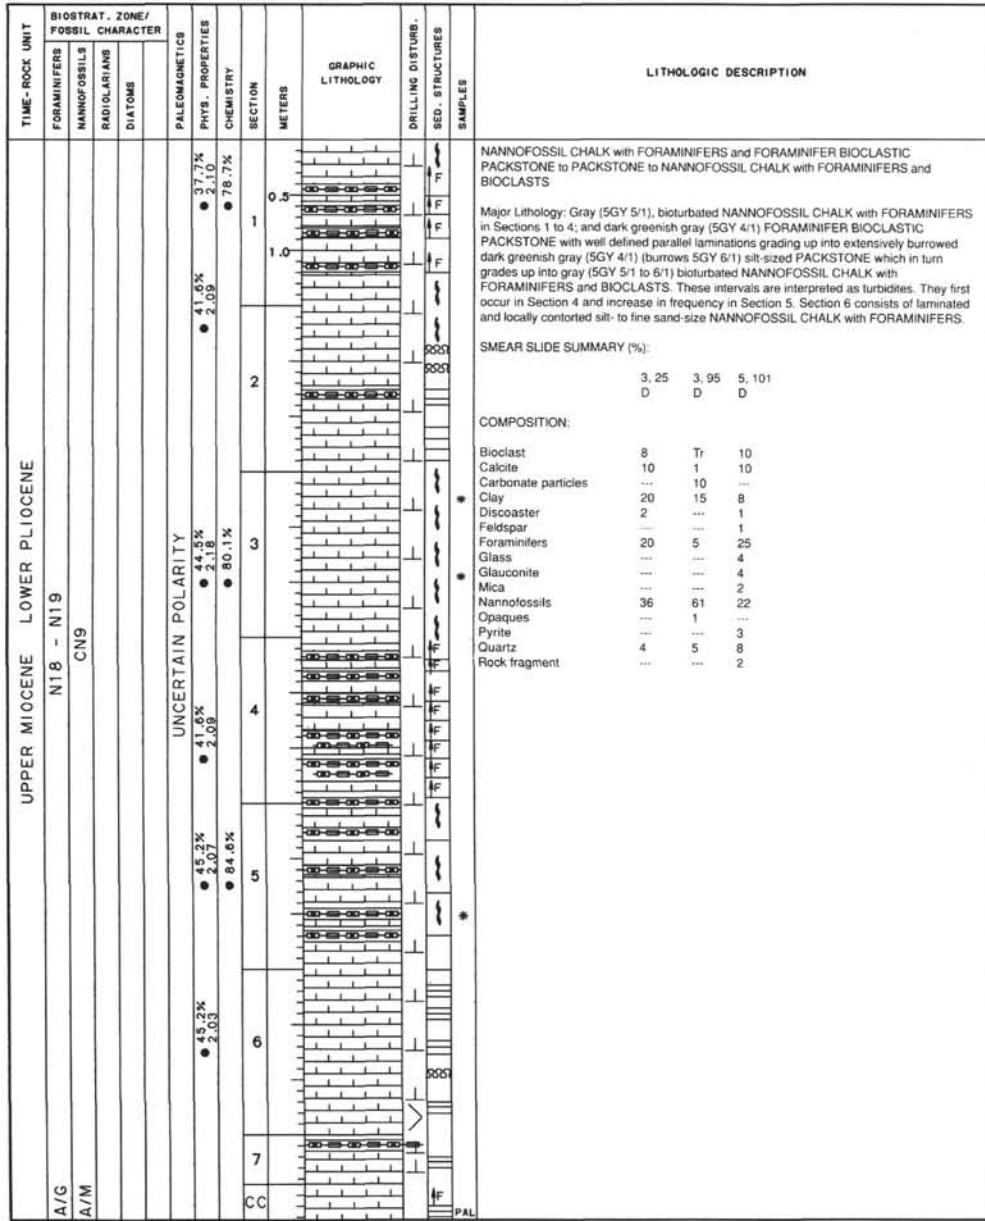 TIME-ROCK UNIT
BIOSTRAT. ZONE/
FOSSIL CHARACTER
FORAMINIFERS
NANNOFOSSILS
RADIOLARIANS
DIATOMS
PALEOMAGNETICS
PHYS. PROPERTIES
CHEMISTRY
SECTION
METERS
GRAPHIC
LITHOLOGY
DRILLING DISTURB.
SED. STRUCTURES
SAMPLES
LITHOLOGIC DESCRIPTION
UPPER MIOCENE LOWER PLIOCENE
N18 - N19
A/G
CN9
A/M
UNCERTAIN POLARITY
37.7%
2.10
41.6%
2.09
44.5%
2.18
41.6%
2.09
45.2%
2.07
45.2%
2.03
78.7%
80.1%
84.6%
1
2
3
4
5
6
7
CC
0.5
1.0
F
F
F
F
F
F
F
F
F
F
F
F
F
*
*
*
PAL
NANNOFOSSIL CHALK with FORAMINIFERS and FORAMINIFER BIOCLASTIC
PACKSTONE to PACKSTONE to NANNOFOSSIL CHALK with FORAMINIFERS and
BIOCLASTS
Major Lithology: Gray (5GY 5/1), bioturbated NANNOFOSSIL CHALK with FORAMINIFERS
in Sections 1 to 4; and dark greenish gray (5GY 4/1) FORAMINIFER BIOCLASTIC
PACKSTONE with well defined parallel laminations grading up into extensively burrowed
dark greenish gray (5GY 4/1) (burrows 5GY 6/1) silt-sized PACKSTONE which in turn
grades up into gray (5GY 5/1 to 6/1) bioturbated NANNOFOSSIL CHALK with
FORAMINIFERS and BIOCLASTS. These intervals are interpreted as turbidites. They first
occur in Section 4 and increase in frequency in Section 5. Section 6 consists of laminated
and locally contorted silt- to fine sand-size NANNOFOSSIL CHALK with FORAMINIFERS.
SMEAR SLIDE SUMMARY (%):
3, 25 3, 95 5, 101
D D D
COMPOSITION:
Bioclast 8 Tr 10
Calcite 10 1 10
Carbonate particles --- 10 ---
Clay 20 15 8
Discoaster 2 --- 1
Feldspar --- --- 1
Foraminifers 20 5 25
Glass --- --- 4
Glauconite --- --- 4
Mica --- --- 2
Nannofossils 36 61 22
Opaques --- 1 ---
Pyrite --- --- 3
Quartz 4 5 8
Rock fragment --- --- 2